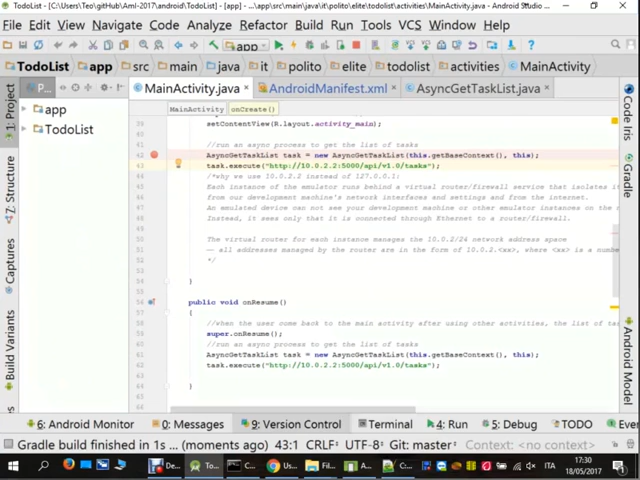 TodoList - [C:\Users\Teo\gitHub\AmI-2017\android\TodoList] - [app] - ...\app\src\main\java\it\polito\elite\todolist\activities\MainActivity.java
File Edit View Navigate Code Analyze Refactor Build Run Tools VCS Window Help
app
TodoList app src main java it polito elite todolist activities MainActivity
MainActivity.java AndroidManifest.xml AsyncGetTaskList.java
MainActivity onCreate()
app
TodoList
39 setContentView(R.layout.activity_main);
//run an async process to get the list of tasks
AsyncGetTaskList task = new AsyncGetTaskList(this.getBaseContext(), this);
task.execute("http://10.0.2.2:5000/api/v1.0/tasks");
/*why we use 10.0.2.2 instead of 127.0.0.1:
Each instance of the emulator runs behind a virtual router/firewall service that isolates i
from our development machine's network interfaces and settings and from the internet.
An emulated device can not see your development machine or other emulator instances on the
Instead, it sees only that it is connected through Ethernet to a router/firewall.
The virtual router for each instance manages the 10.0.2/24 network address space
-- all addresses managed by the router are in the form of 10.0.2.<xx>, where <xx> is a numb
*/
}
public void onResume()
{
//when the user come back to the main activity after using other activities, the list of ta
super.onResume();
//run an async process to get the list of tasks
AsyncGetTaskList task = new AsyncGetTaskList(this.getBaseContext(), this);
task.execute("http://10.0.2.2:5000/api/v1.0/tasks");
}
1: Project
7: Structure
Captures
Build Variants
Codota
Gradle
Android Model
6: Android Monitor 0: Messages 9: Version Control Terminal 4: Run 5: Debug TODO Even
Gradle build finished in 1s ... (moments ago) 43:1 CRLF UTF-8 Git: master Context: <no context>
De... To... C... Us... File... A... C:... ITA 17:30
18/05/2017